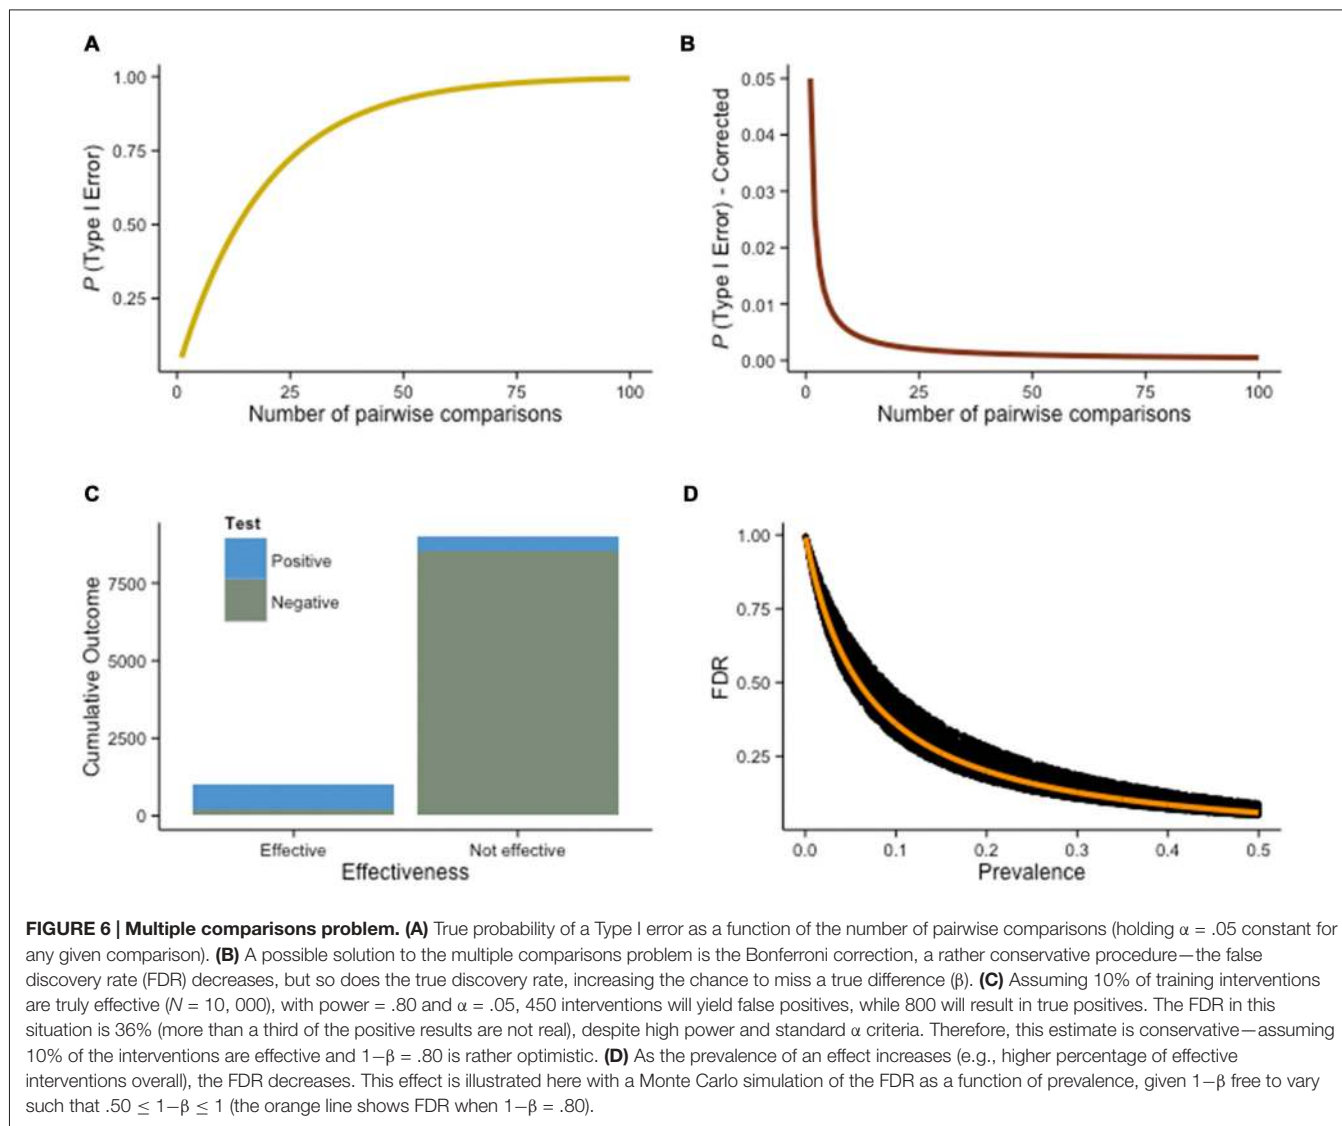 A
1.00
0.75
0.50
0.25
P (Type I Error)
0 25 50 75 100
Number of pairwise comparisons
B
0.05
0.04
0.03
0.02
0.01
0.00
P (Type I Error) - Corrected
0 25 50 75 100
Number of pairwise comparisons
C
Test
Positive
Negative
7500
5000
2500
0
Cumulative Outcome
Effective Not effective
Effectiveness
D
1.00
0.75
0.50
0.25
FDR
0.0 0.1 0.2 0.3 0.4 0.5
Prevalence
FIGURE 6 | Multiple comparisons problem. (A) True probability of a Type I error as a function of the number of pairwise comparisons (holding α = .05 constant for
any given comparison). (B) A possible solution to the multiple comparisons problem is the Bonferroni correction, a rather conservative procedure—the false
discovery rate (FDR) decreases, but so does the true discovery rate, increasing the chance to miss a true difference (β). (C) Assuming 10% of training interventions
are truly effective (N = 10, 000), with power = .80 and α = .05, 450 interventions will yield false positives, while 800 will result in true positives. The FDR in this
situation is 36% (more than a third of the positive results are not real), despite high power and standard α criteria. Therefore, this estimate is conservative—assuming
10% of the interventions are effective and 1−β = .80 is rather optimistic. (D) As the prevalence of an effect increases (e.g., higher percentage of effective
interventions overall), the FDR decreases. This effect is illustrated here with a Monte Carlo simulation of the FDR as a function of prevalence, given 1−β free to vary
such that .50 ≤ 1−β ≤ 1 (the orange line shows FDR when 1−β = .80).